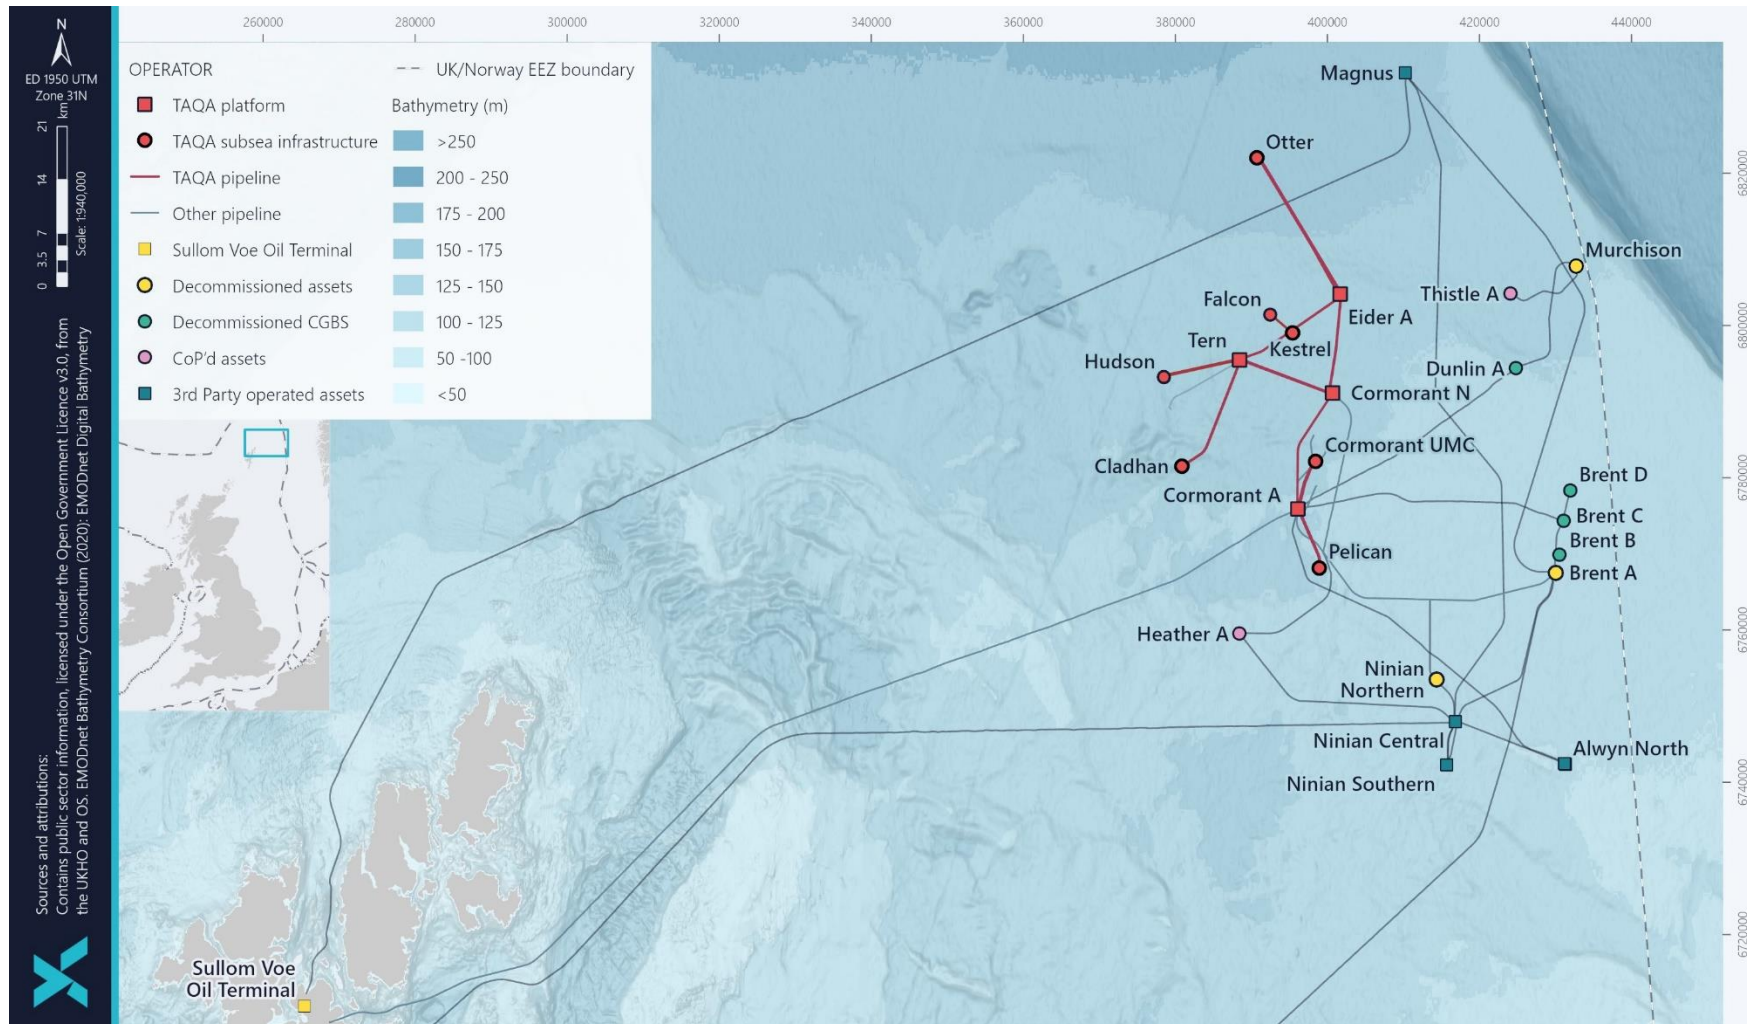 N
ED 1950 UTM
Zone 31N
km
21
14
7
3.5
0
Scale: 1:940,000
Sources and attributions:
Contains public sector information, licensed under the Open Government Licence v3.0, from
the UKHO and OS. EMODnet Bathymetry Consortium (2020): EMODnet Digital Bathymetry
260000
280000
300000
320000
340000
360000
380000
400000
420000
440000
OPERATOR
TAQA platform
TAQA subsea infrastructure
TAQA pipeline
Other pipeline
Sullom Voe Oil Terminal
Decommissioned assets
Decommissioned CGBS
CoP'd assets
3rd Party operated assets
UK/Norway EEZ boundary
Bathymetry (m)
>250
200 - 250
175 - 200
150 - 175
125 - 150
100 - 125
50 -100
<50
Magnus
Otter
Murchison
Thistle A
Falcon
Eider A
Tern
Kestrel
Hudson
Dunlin A
Cormorant N
Cormorant UMC
Cladhan
Cormorant A
Brent D
Brent C
Brent B
Brent A
Pelican
Heather A
Ninian
Northern
Ninian Central
Alwyn North
Ninian Southern
Sullom Voe
Oil Terminal
6820000
6800000
6780000
6760000
6740000
6720000